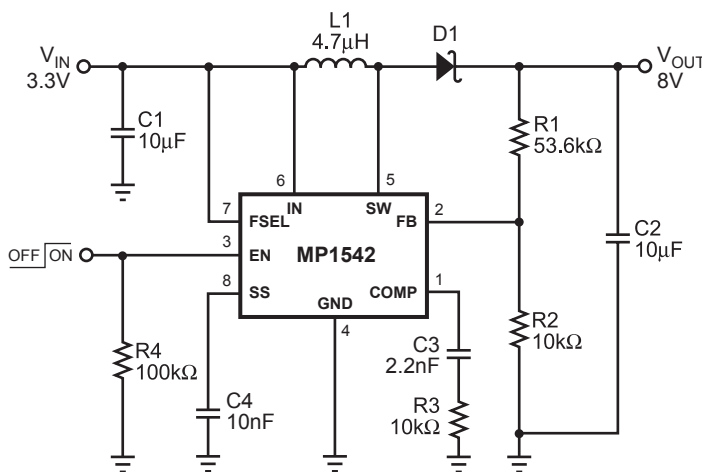 L1
4.7μH
D1
VIN
3.3V
VOUT
8V
C1
10μF
R1
53.6kΩ
6
5
IN
SW
7
FSEL
FB
2
OFF ON
3
EN
MP1542
C2
10μF
8
SS
COMP
1
GND
4
R4
100kΩ
C3
2.2nF
R2
10kΩ
C4
10nF
R3
10kΩ